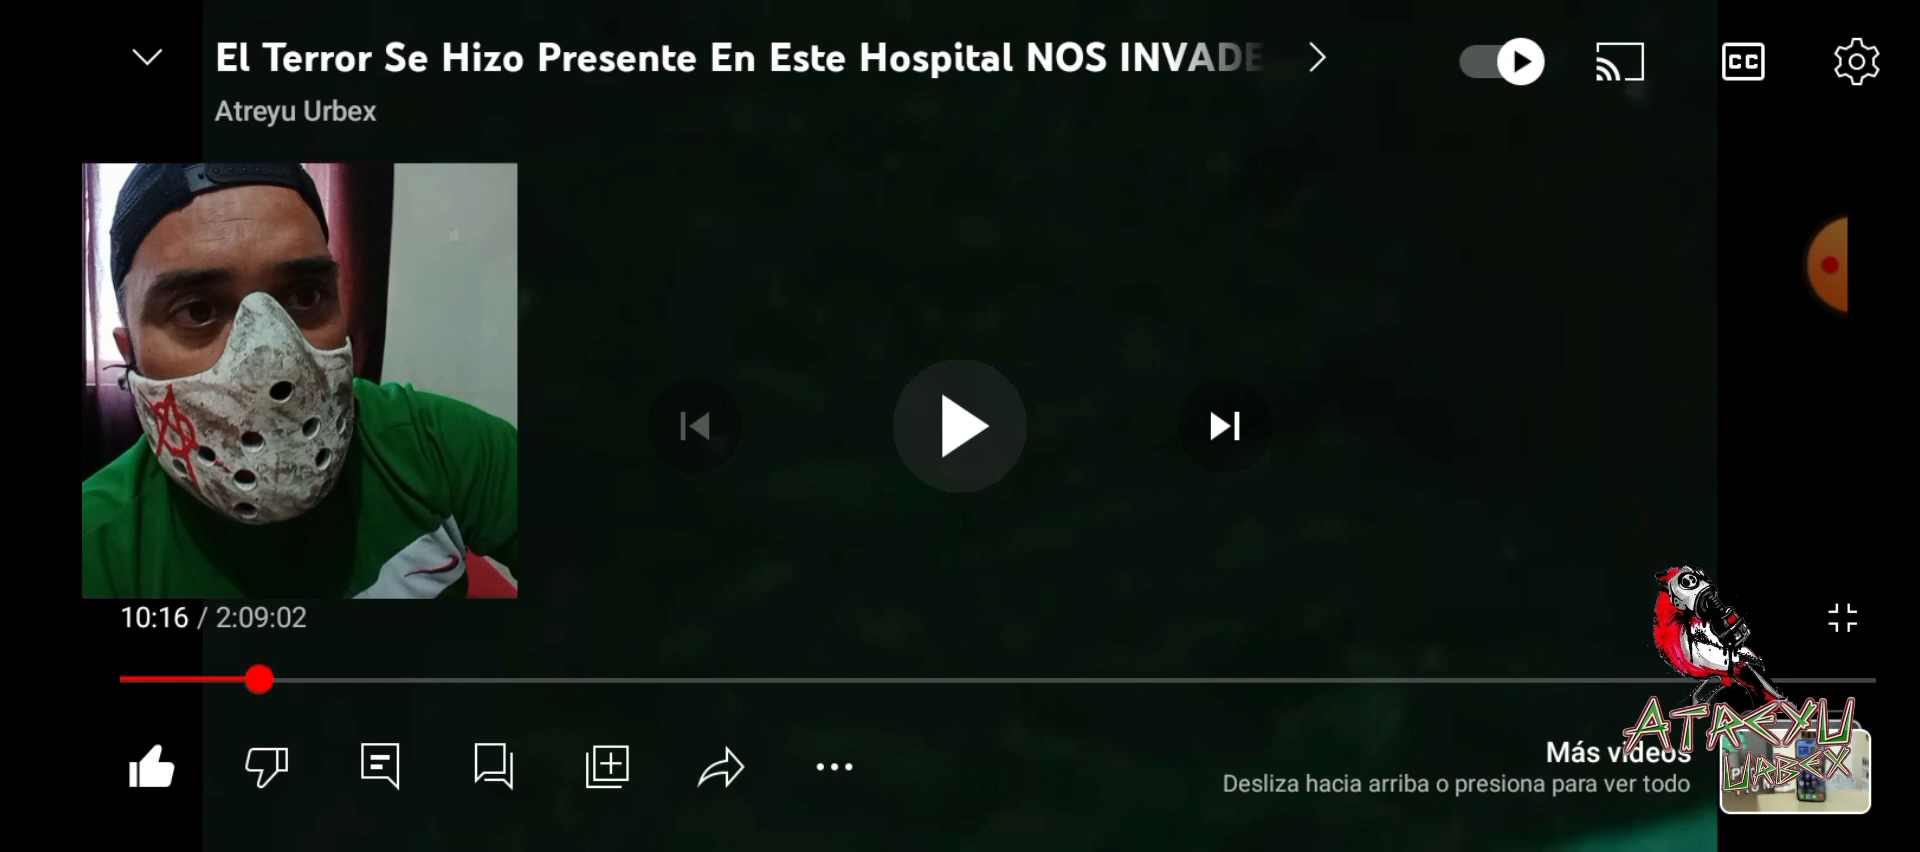 El Terror Se Hizo Presente En Este Hospital NOS INVADE
Atreyu Urbex
CC
10:16 / 2:09:02
Más videos
Desliza hacia arriba o presiona para ver todo
ATREYU
URBEX